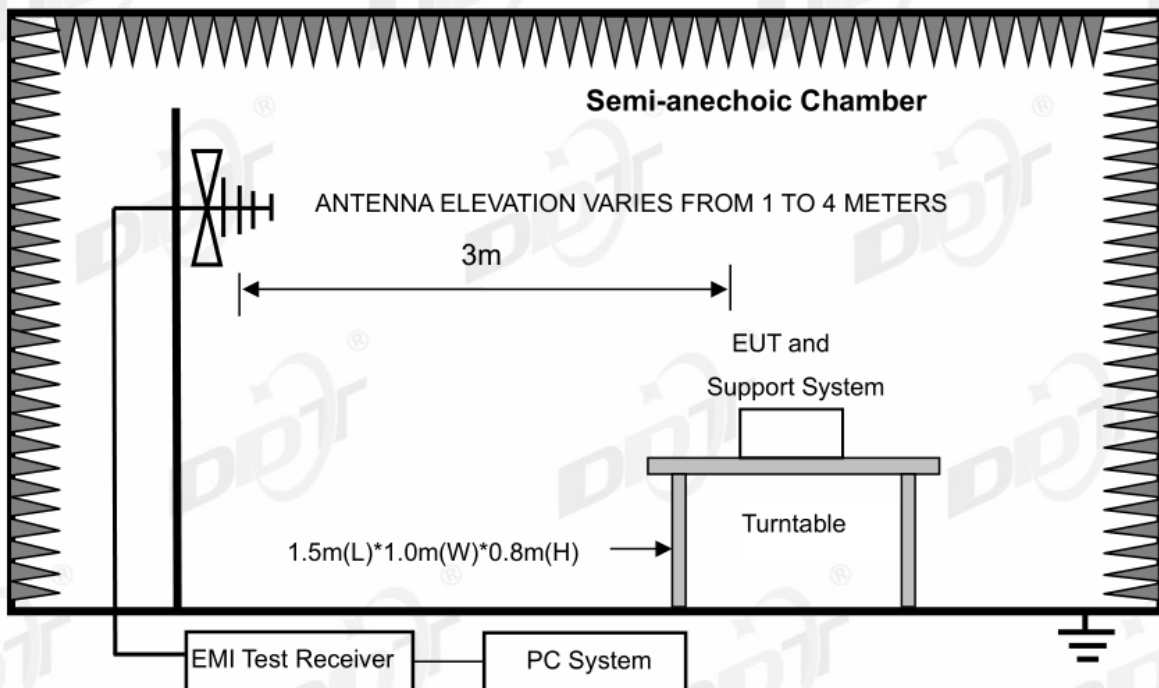 Semi-anechoic Chamber
ANTENNA ELEVATION VARIES FROM 1 TO 4 METERS
3m
EUT and
Support System
Turntable
1.5m(L)*1.0m(W)*0.8m(H)
EMI Test Receiver
PC System
DDT®